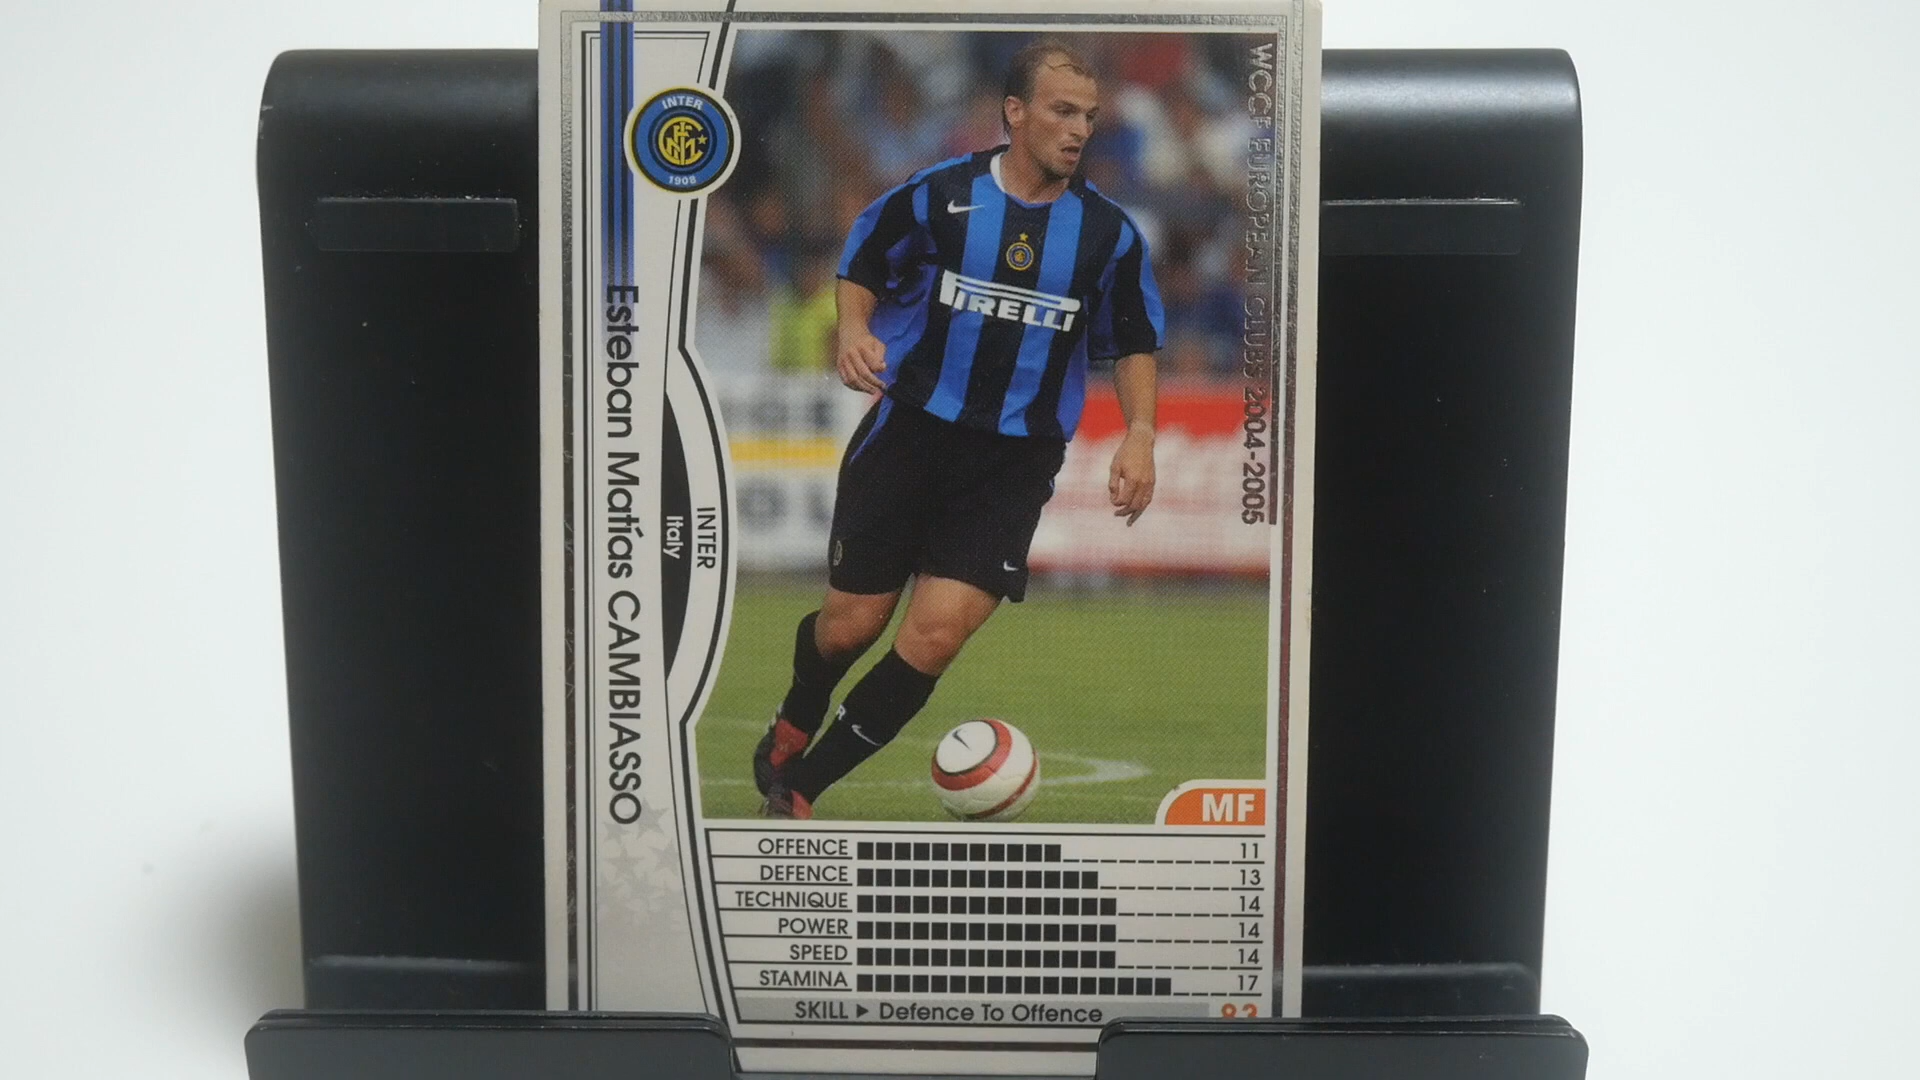 INTER
1908
WCCF EUROPEAN CLUBS 2004-2005
Esteban Matías CAMBIASSO
INTER
Italy
PIRELLI
MF
OFFENCE 11
DEFENCE 13
TECHNIQUE 14
POWER 14
SPEED 14
STAMINA 17
SKILL ▶ Defence To Offence 83